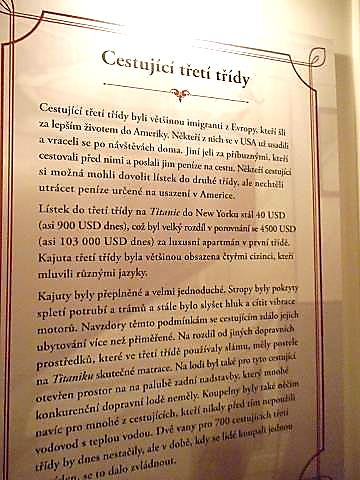 Cestující třetí třídy
Cestující třetí třídy byli většinou imigranti z Evropy, kteří šli
za lepším životem do Ameriky. Někteří z nich se v USA už usadili
a vraceli se po návštěvách doma. Jiní jeli za příbuznými, kteří
cestovali před nimi a poslali jim peníze na cestu. Někteří cestující
si možná mohli dovolit lístek do druhé třídy, ale nechtěli
utrácet peníze určené na usazení v Americe.
Lístek do třetí třídy na Titanic do New Yorku stál 40 USD
(asi 900 USD dnes), což byl velký rozdíl v porovnání se 4500 USD
(asi 103 000 USD dnes) za luxusní apartmán v první třídě.
Kajuta třetí třídy byla většinou obsazena čtyřmi cizinci, kteří
mluvili různými jazyky.
Kajuty byly přeplněné a velmi jednoduché. Stropy byly pokryty
spletí potrubí a trámů a stále bylo slyšet hluk a cítit vibrace
motorů. Navzdory těmto podmínkám se cestujícím zdálo jejich
ubytování více než přiměřené. Na rozdíl od jiných dopravních
prostředků, které ve třetí třídě používaly slámu, měly postele
na Titaniku skutečné matrace. Na lodi byl také pro tyto cestující
otevřen prostor na na palubě zadní nadstavby, který mnohé
konkurenční dopravní lodě neměly. Koupelny byly také něčím
navíc pro mnohé z cestujících, kteří nikdy před tím nepoužili
vodovod s teplou vodou. Dvě vany pro 700 cestujících třetí
třídy by dnes nestačily, ale v době, kdy se lidé koupali jednou
se to dalo zvládnout.